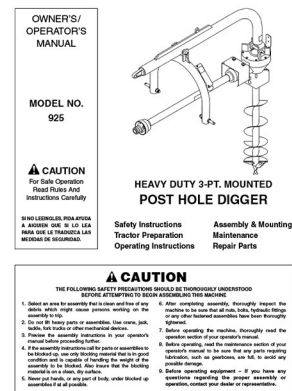 OWNER'S/
OPERATOR'S
MANUAL
MODEL NO.
925
CAUTION
For Safe Operation
Read Rules And
Instructions Carefully
SI NO LEEINGLES, PIDA AYUDA
A AIGUIEN QUE SI LO LEA
PARA QUE LE TRADUZCA LAS
MEDIDAS DE SEGURIDAD.
HEAVY DUTY 3-PT. MOUNTED
POST HOLE DIGGER
Safety Instructions
Tractor Preparation
Operating Instructions
Assembly & Mounting
Maintenance
Repair Parts
CAUTION
THE FOLLOWING SAFETY PRECAUTIONS SHOULD BE THOROUGHLY UNDERSTOOD
BEFORE ATTEMPTING TO BEGIN ASSEMBLING THIS MACHINE
1. Select an area for assembly that is clean and free of any
debris which might cause persons working on the
assembly to trip.
2. Do not lift heavy parts or assemblies. Use crane, jack,
tackle, fork trucks or other mechanical devices.
3. Preview the assembly instructions in your operator's
manual before proceeding further.
4. If the assembly instructions call for parts or assemblies to
be blocked up, use only blocking material that is in good
condition and is capable of handling the weight of the
assembly to be blocked. Also insure that the blocking
material is on a clean, dry surface.
5. Never put hands, or any part of body, under blocked up
assemblies if at all possible.
6. After completing assembly, thoroughly inspect the
machine to be sure that all nuts, bolts, hydraulic fittings
or any other fastened assemblies have been thoroughly
tightened.
7. Before operating the machine, thoroughly read the
operation section of your operator's manual.
8. Before operating, read the maintenance section of your
operator's manual to be sure that any parts requiring
lubrication, such as gearboxes, are full, to avoid any
possible damage.
9. Before operating equipment – If you have any
questions regarding the proper assembly or
operation, contact your dealer or representative.